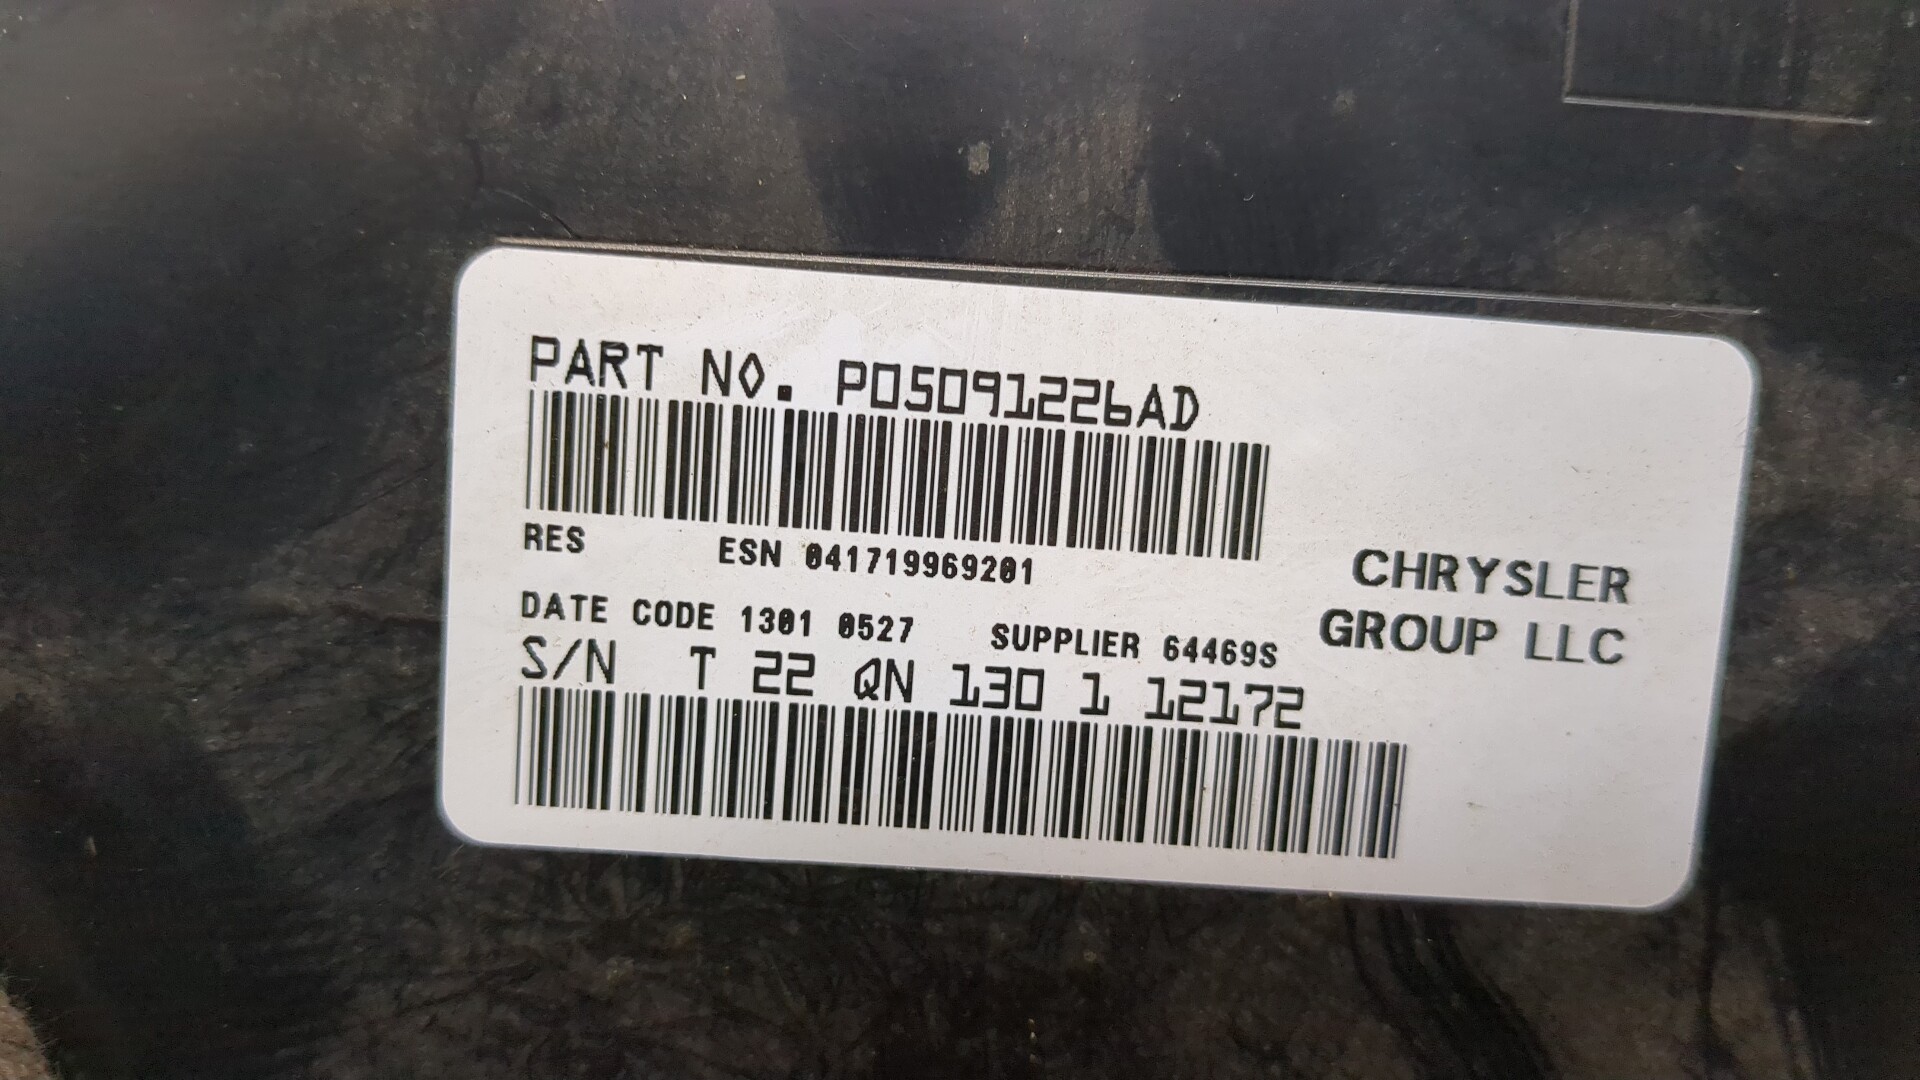 PART NO. P05091226AD
RES ESN 041719969201
DATE CODE 1301 0527 SUPPLIER 64469S
S/N T 22 QN 130 1 12172
CHRYSLER
GROUP LLC